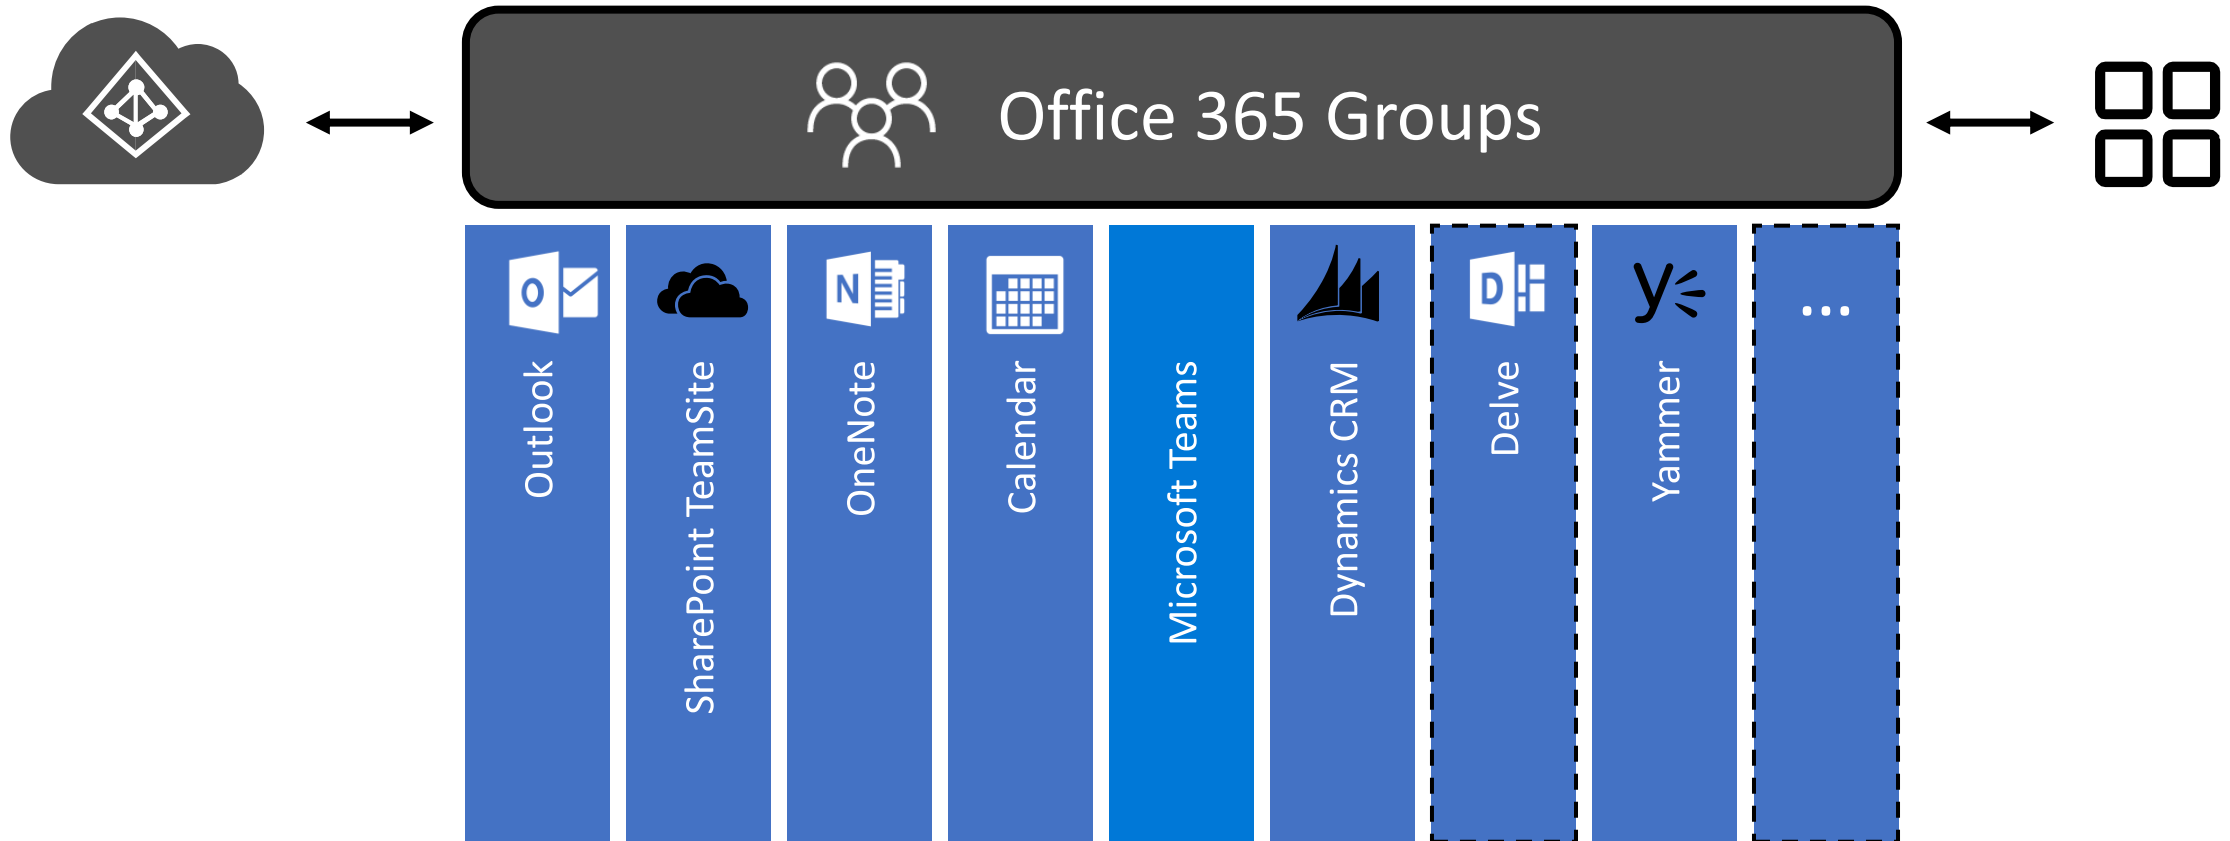 Office 365 Groups
Outlook
SharePoint TeamSite
OneNote
Calendar
Microsoft Teams
Dynamics CRM
Delve
Yammer
...